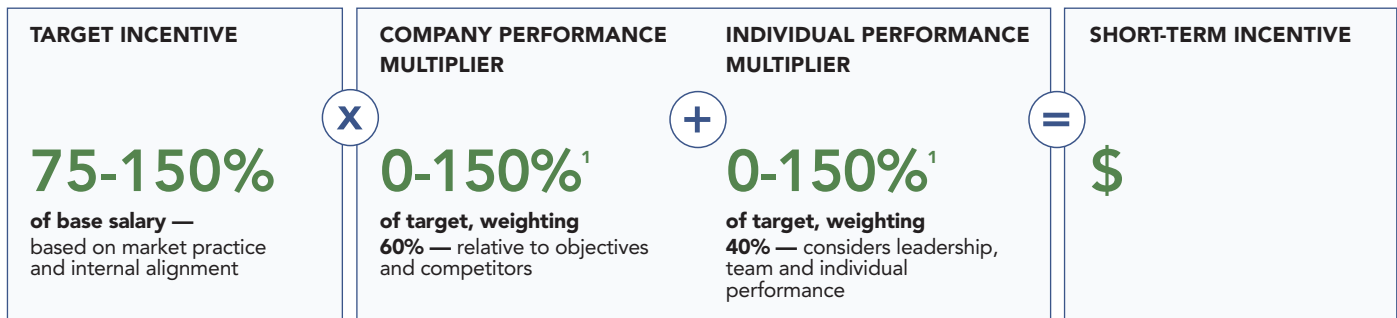 TARGET INCENTIVE
75-150%
of base salary —
based on market practice
and internal alignment
x
COMPANY PERFORMANCE
MULTIPLIER
0-150%¹
of target, weighting
60% — relative to objectives
and competitors
+
INDIVIDUAL PERFORMANCE
MULTIPLIER
0-150%¹
of target, weighting
40% — considers leadership,
team and individual
performance
=
SHORT-TERM INCENTIVE
$